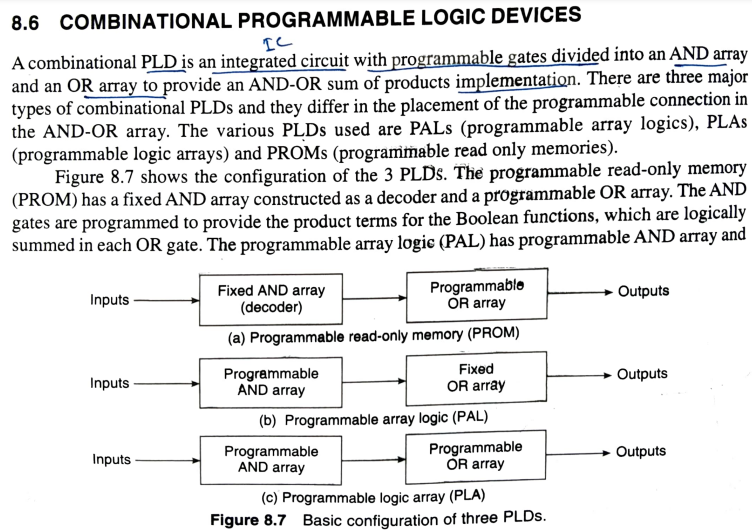 8.6 COMBINATIONAL PROGRAMMABLE LOGIC DEVICES
IC
A combinational PLD is an integrated circuit with programmable gates divided into an AND array
and an OR array to provide an AND-OR sum of products implementation. There are three major
types of combinational PLDs and they differ in the placement of the programmable connection in
the AND-OR array. The various PLDs used are PALs (programmable array logics), PLAs
(programmable logic arrays) and PROMs (programmable read only memories).
Figure 8.7 shows the configuration of the 3 PLDs. The programmable read-only memory
(PROM) has a fixed AND array constructed as a decoder and a programmable OR array. The AND
gates are programmed to provide the product terms for the Boolean functions, which are logically
summed in each OR gate. The programmable array logic (PAL) has programmable AND array and
Inputs
Fixed AND array
(decoder)
Programmable
OR array
Outputs
(a) Programmable read-only memory (PROM)
Inputs
Programmable
AND array
Fixed
OR array
Outputs
(b) Programmable array logic (PAL)
Inputs
Programmable
AND array
Programmable
OR array
Outputs
(c) Programmable logic array (PLA)
Figure 8.7 Basic configuration of three PLDs.